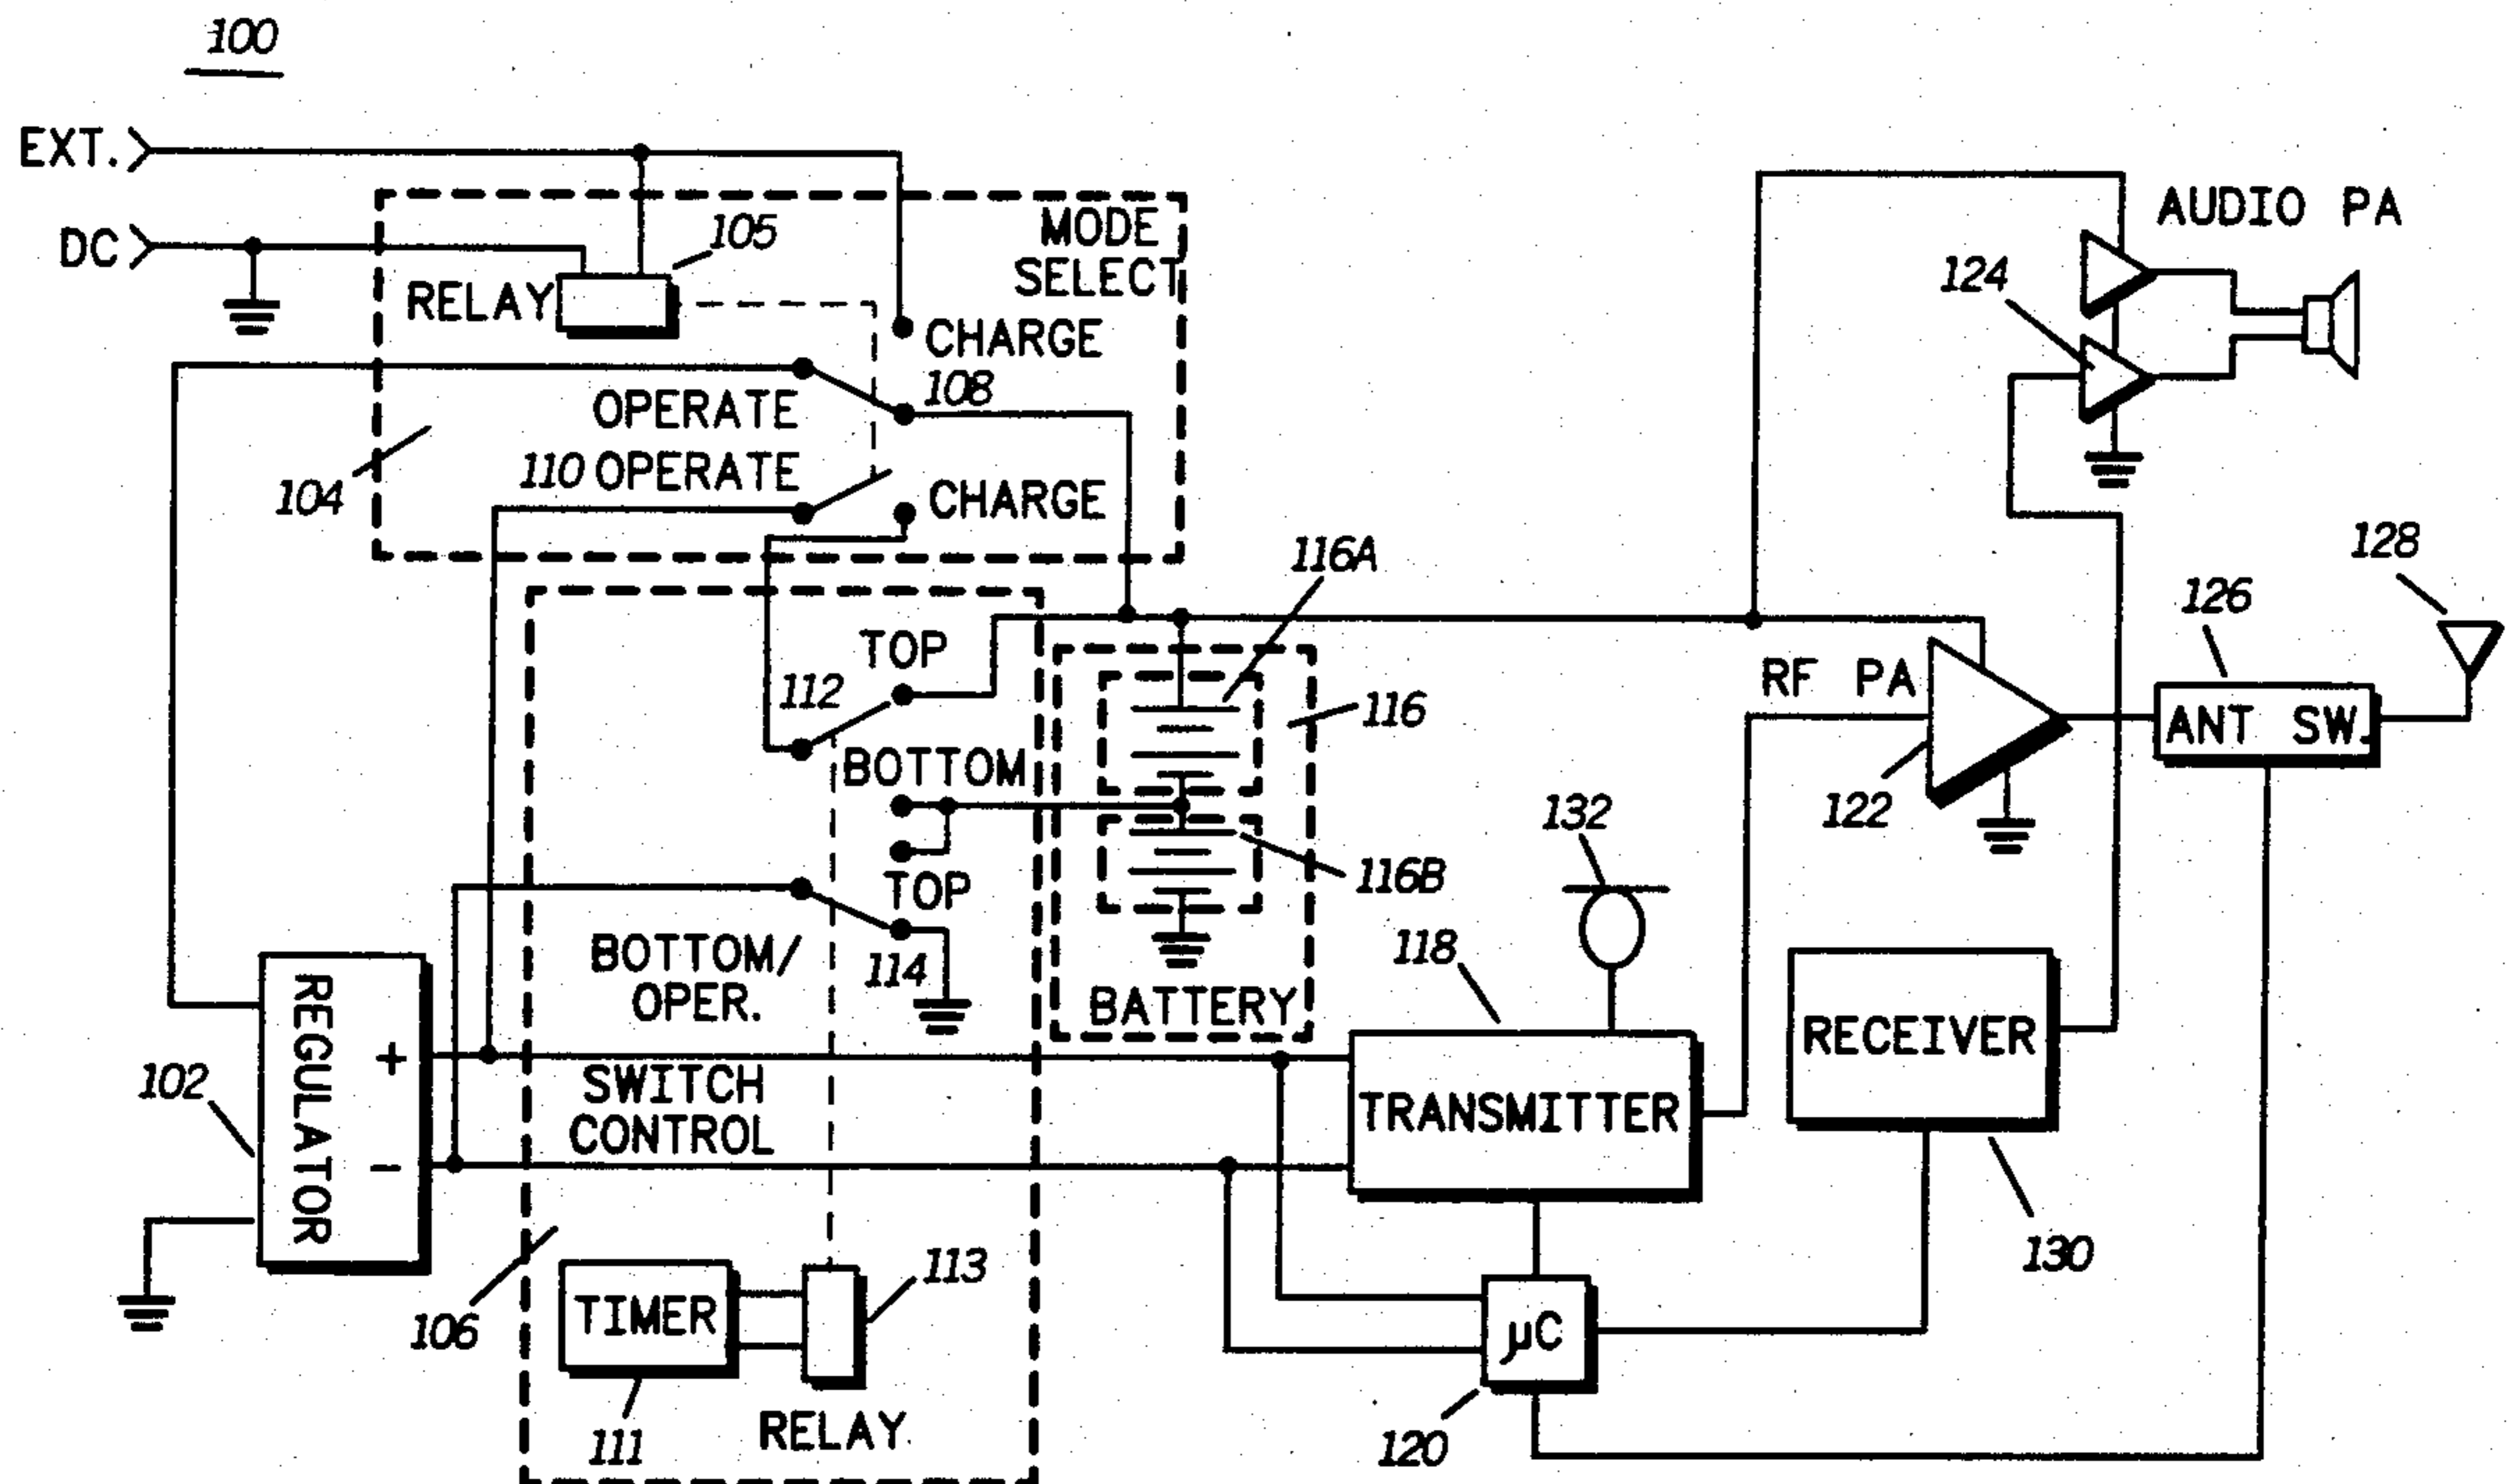 100
EXT.
DC
RELAY
105
MODE
SELECT
CHARGE
108
OPERATE
110 OPERATE
CHARGE
104
AUDIO PA
124
116A
128
126
TOP
112
RF PA
116
ANT SW.
BOTTOM
122
132
TOP
116B
BOTTOM/
OPER.
114
118
BATTERY
REGULATOR
+
-
102
SWITCH
CONTROL
TRANSMITTER
RECEIVER
130
106
TIMER
113
µC
111
RELAY
120